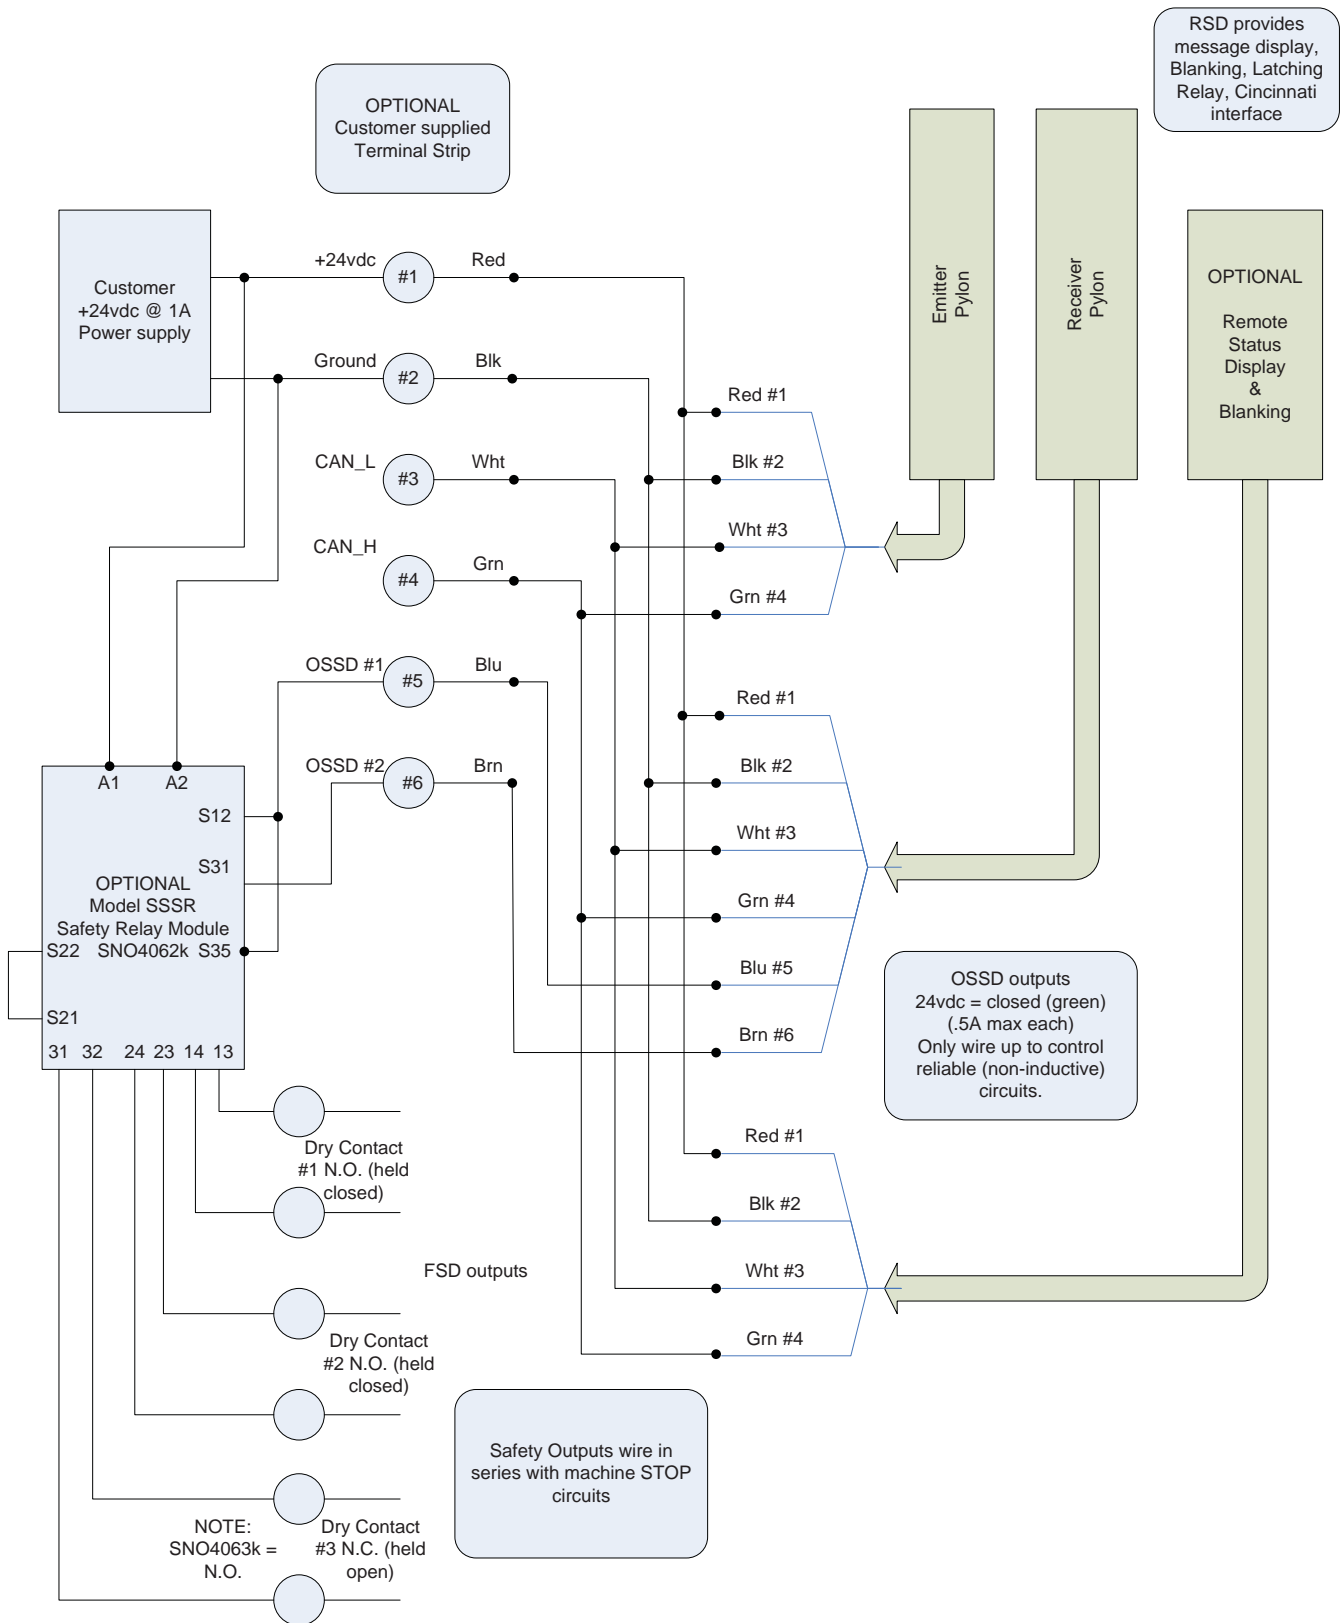 RSD provides
message display,
Blanking, Latching
Relay, Cincinnati
interface
OPTIONAL
Customer supplied
Terminal Strip
Customer
+24vdc @ 1A
Power supply
+24vdc
#1
Red
Ground
#2
Blk
CAN_L
#3
Wht
CAN_H
#4
Grn
OSSD #1
#5
Blu
OSSD #2
#6
Brn
Emitter
Pylon
Receiver
Pylon
OPTIONAL
Remote
Status
Display
&
Blanking
Red #1
Blk #2
Wht #3
Grn #4
Red #1
Blk #2
Wht #3
Grn #4
Blu #5
Brn #6
Red #1
Blk #2
Wht #3
Grn #4
A1
A2
S12
S31
OPTIONAL
Model SSSR
Safety Relay Module
S22 SNO4062k S35
S21
31 32 24 23 14 13
OSSD outputs
24vdc = closed (green)
(.5A max each)
Only wire up to control
reliable (non-inductive)
circuits.
Dry Contact
#1 N.O. (held
closed)
FSD outputs
Dry Contact
#2 N.O. (held
closed)
Safety Outputs wire in
series with machine STOP
circuits
NOTE:
SNO4063k =
N.O.
Dry Contact
#3 N.C. (held
open)